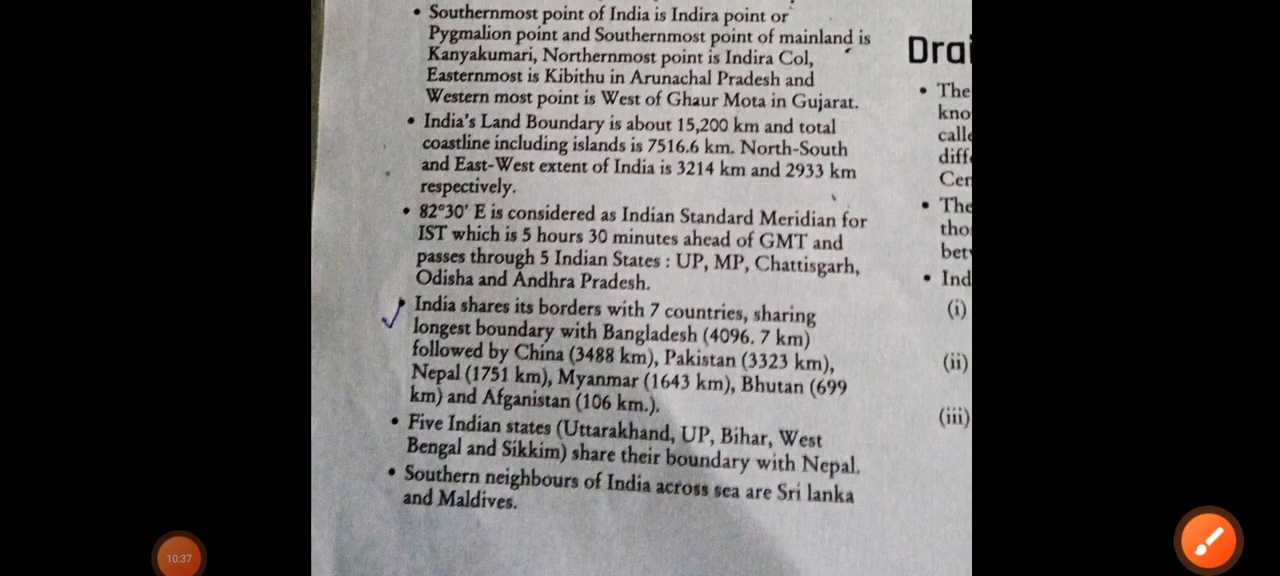 • Southernmost point of India is Indira point or
Pygmalion point and Southernmost point of mainland is
Kanyakumari, Northernmost point is Indira Col,
Easternmost is Kibithu in Arunachal Pradesh and
Western most point is West of Ghaur Mota in Gujarat.
• India's Land Boundary is about 15,200 km and total
coastline including islands is 7516.6 km. North-South
and East-West extent of India is 3214 km and 2933 km
respectively.
• 82°30' E is considered as Indian Standard Meridian for
IST which is 5 hours 30 minutes ahead of GMT and
passes through 5 Indian States : UP, MP, Chattisgarh,
Odisha and Andhra Pradesh.
• India shares its borders with 7 countries, sharing
longest boundary with Bangladesh (4096. 7 km)
followed by China (3488 km), Pakistan (3323 km),
Nepal (1751 km), Myanmar (1643 km), Bhutan (699
km) and Afganistan (106 km.).
• Five Indian states (Uttarakhand, UP, Bihar, West
Bengal and Sikkim) share their boundary with Nepal.
• Southern neighbours of India across sea are Sri lanka
and Maldives.
Drai
• The
kno
calle
diff
Cer
• The
tho
bet
• Ind
(i)
(ii)
(iii)
10:37